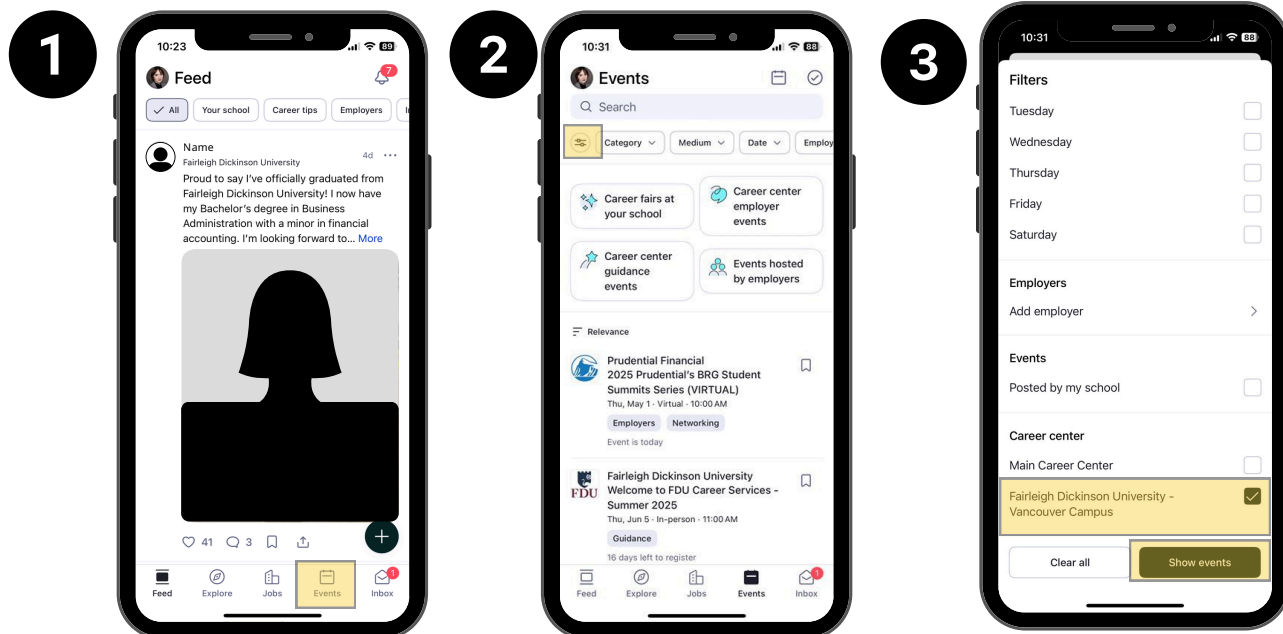 1
10:23
89
Feed
7
All
Your school
Career tips
Employers
Name
Fairleigh Dickinson University
4d
Proud to say I've officially graduated from
Fairleigh Dickinson University! I now have
my Bachelor's degree in Business
Administration with a minor in financial
accounting. I'm looking forward to... More
41
3
Feed
Explore
Jobs
Events
Inbox
1
2
10:31
88
Events
Search
Category
Medium
Date
Employ
Career fairs at
your school
Career center
employer
events
Career center
guidance
events
Events hosted
by employers
Relevance
Prudential Financial
2025 Prudential's BRG Student
Summits Series (VIRTUAL)
Thu, May 1 · Virtual · 10:00 AM
Employers
Networking
Event is today
FDU
Fairleigh Dickinson University
Welcome to FDU Career Services -
Summer 2025
Thu, Jun 5 · In-person · 11:00 AM
Guidance
16 days left to register
Feed
Explore
Jobs
Events
Inbox
1
3
10:31
88
Filters
Tuesday
Wednesday
Thursday
Friday
Saturday
Employers
Add employer
Events
Posted by my school
Career center
Main Career Center
Fairleigh Dickinson University -
Vancouver Campus
Clear all
Show events